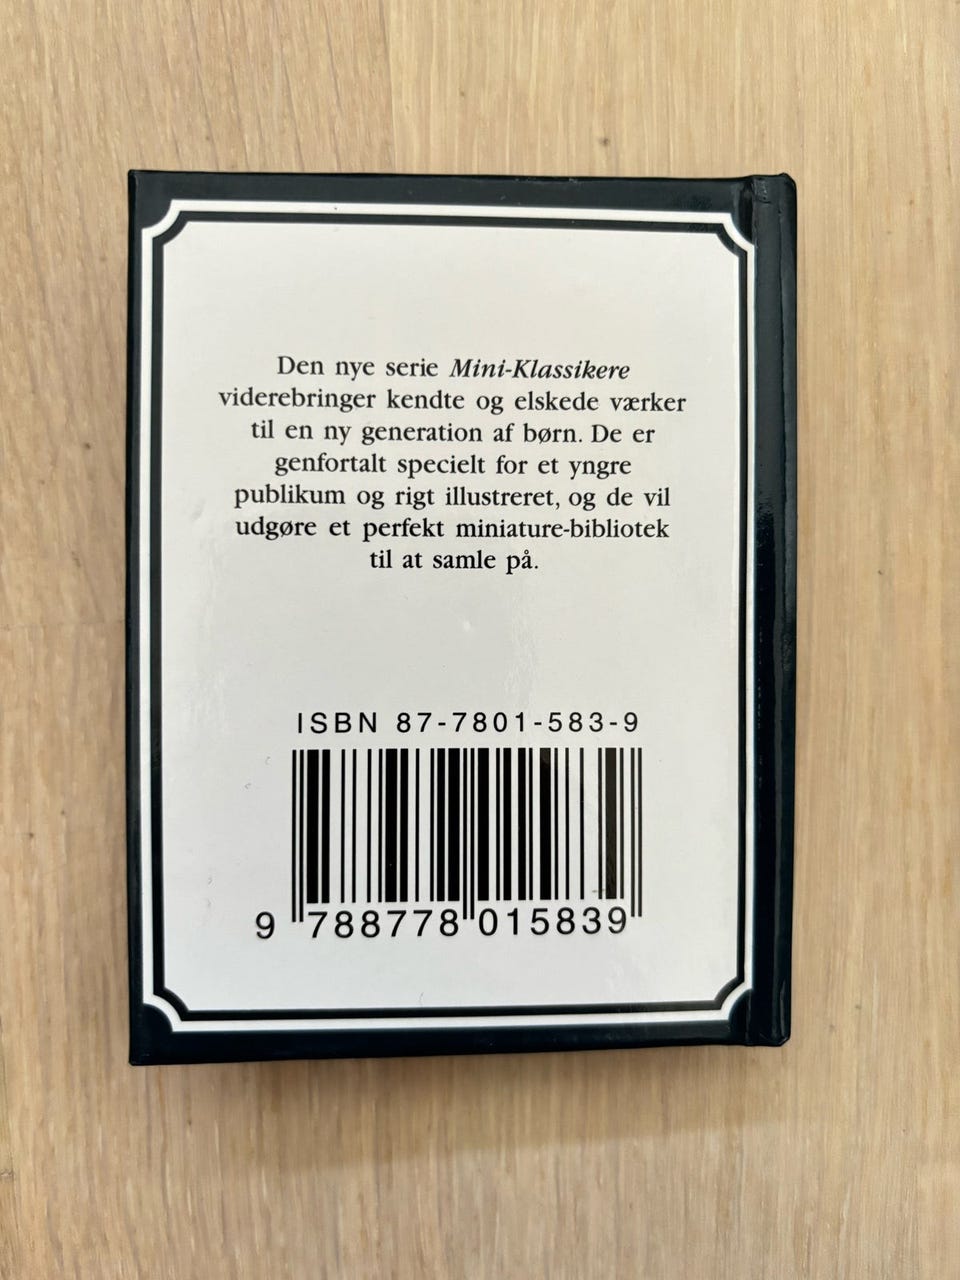 Den nye serie Mini-Klassikere
viderebringer kendte og elskede værker
til en ny generation af børn. De er
genfortalt specielt for et yngre
publikum og rigt illustreret, og de vil
udgøre et perfekt miniature-bibliotek
til at samle på.
ISBN 87-7801-583-9
9 788778 015839